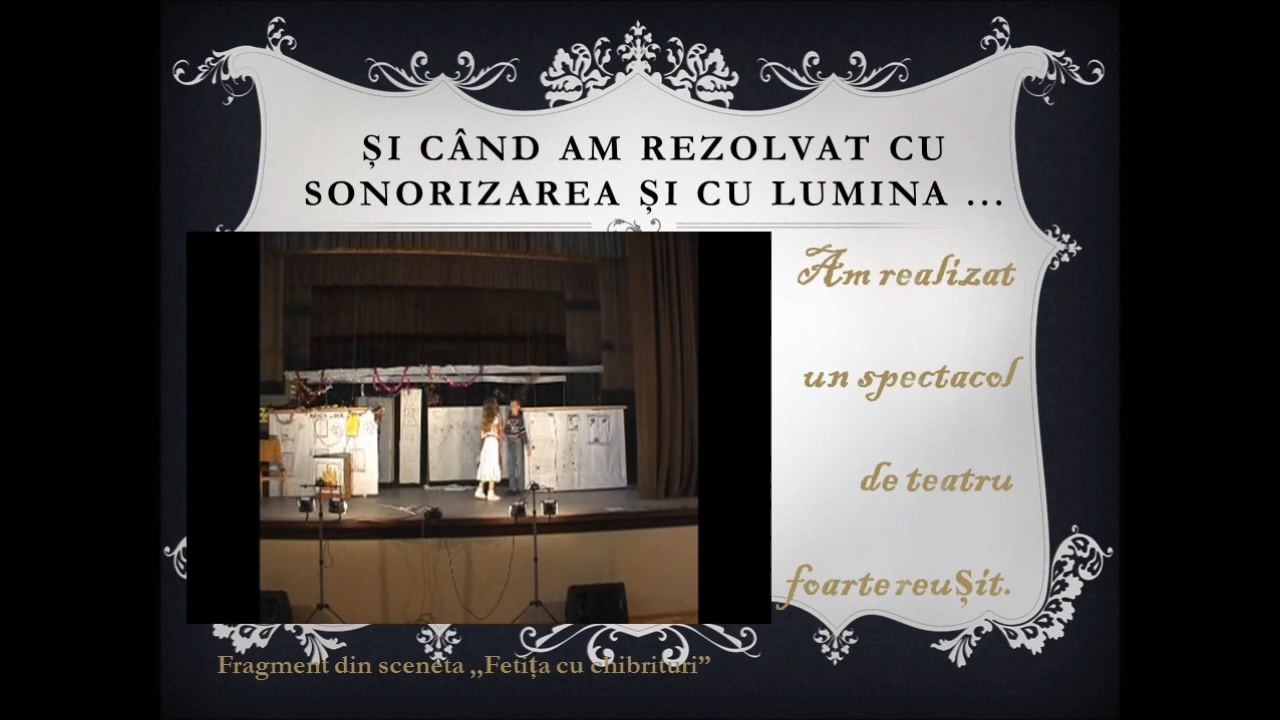 ȘI CÂND AM REZOLVAT CU
SONORIZAREA ȘI CU LUMINA ...
Am realizat
un spectacol
de teatru
foarte reuȘit.
Fragment din sceneta ,,Fetița cu chibrituri”